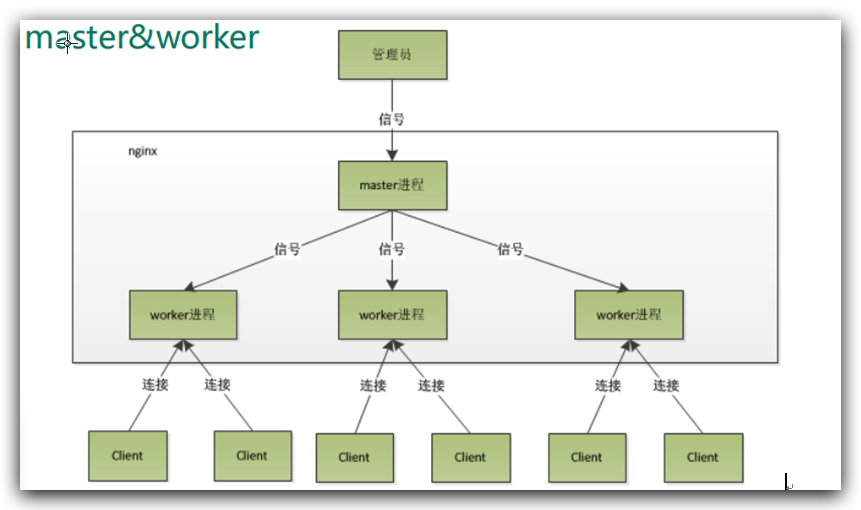 master&worker
管理员
信号
nginx
master进程
信号 信号 信号
worker进程 worker进程 worker进程
连接 连接 连接 连接 连接 连接
Client Client Client Client Client Client